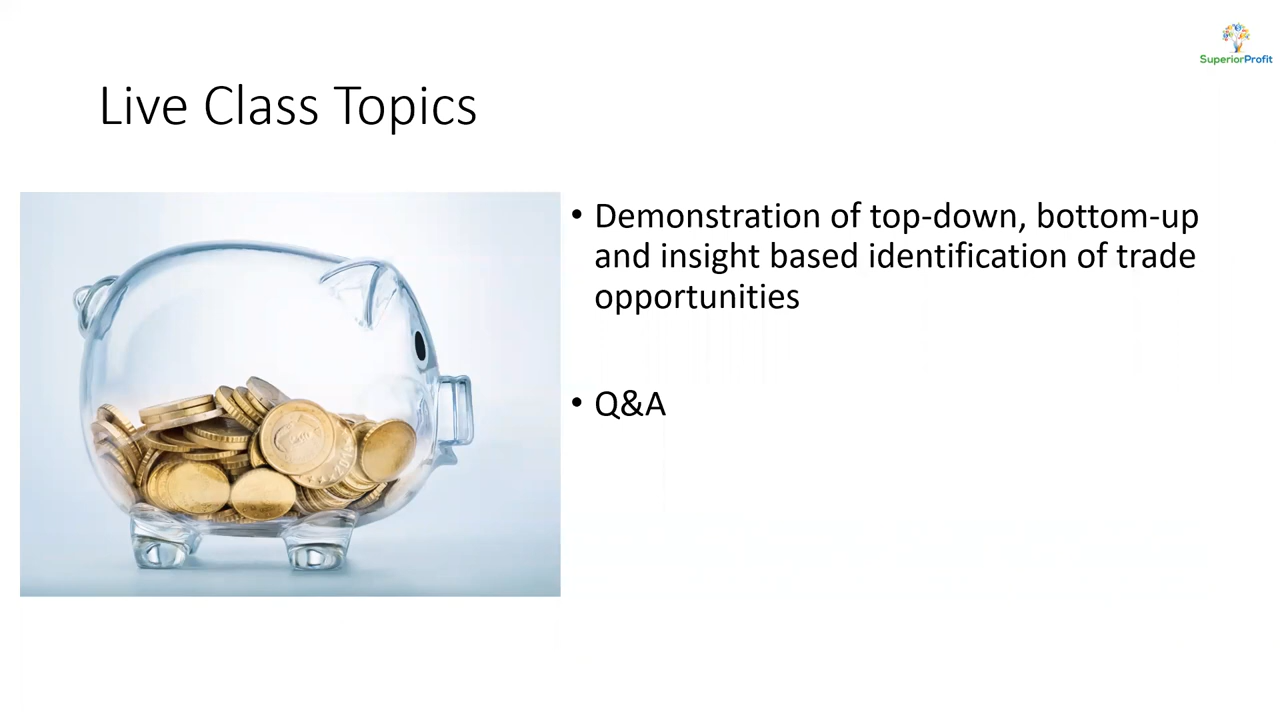 SuperiorProfit
Live Class Topics
• Demonstration of top-down, bottom-up
and insight based identification of trade
opportunities
• Q&A